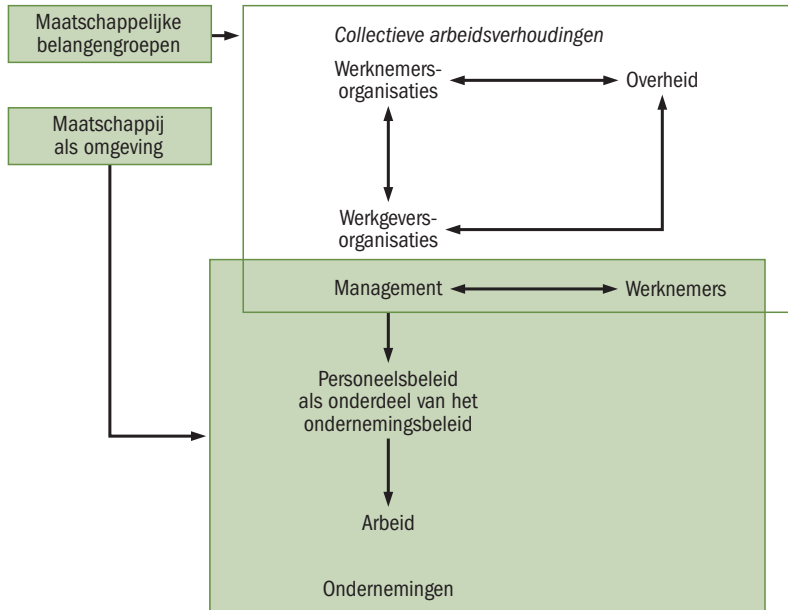 Maatschappelijke
belangengroepen
Collectieve arbeidsverhoudingen
Werknemers-
organisaties
Overheid
Maatschappij
als omgeving
Werkgevers-
organisaties
Management
Werknemers
Personeelsbeleid
als onderdeel van het
ondernemingsbeleid
Arbeid
Ondernemingen